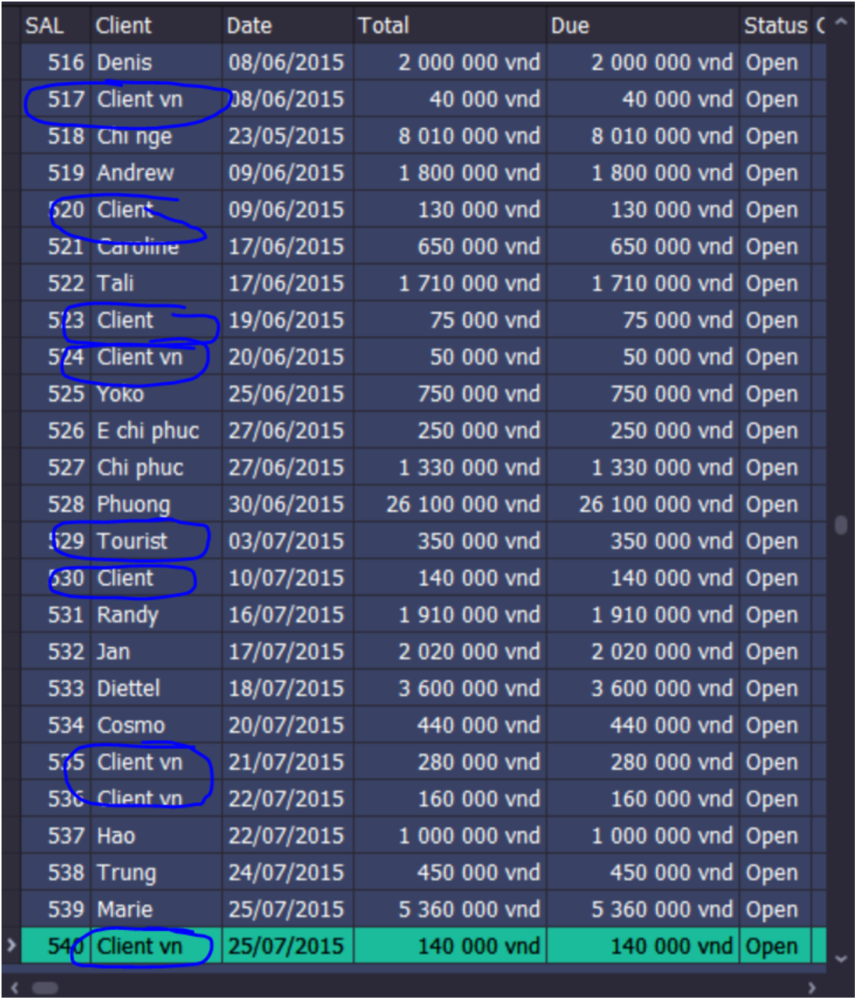 SAL Client Date Total Due Status
516 Denis 08/06/2015 2 000 000 vnd 2 000 000 vnd Open
517 Client vn 08/06/2015 40 000 vnd 40 000 vnd Open
518 Chi nge 23/05/2015 8 010 000 vnd 8 010 000 vnd Open
519 Andrew 09/06/2015 1 800 000 vnd 1 800 000 vnd Open
520 Client 09/06/2015 130 000 vnd 130 000 vnd Open
521 Caroline 17/06/2015 650 000 vnd 650 000 vnd Open
522 Tali 17/06/2015 1 710 000 vnd 1 710 000 vnd Open
523 Client 19/06/2015 75 000 vnd 75 000 vnd Open
524 Client vn 20/06/2015 50 000 vnd 50 000 vnd Open
525 Yoko 25/06/2015 750 000 vnd 750 000 vnd Open
526 E chi phuc 27/06/2015 250 000 vnd 250 000 vnd Open
527 Chi phuc 27/06/2015 1 330 000 vnd 1 330 000 vnd Open
528 Phuong 30/06/2015 26 100 000 vnd 26 100 000 vnd Open
529 Tourist 03/07/2015 350 000 vnd 350 000 vnd Open
530 Client 10/07/2015 140 000 vnd 140 000 vnd Open
531 Randy 16/07/2015 1 910 000 vnd 1 910 000 vnd Open
532 Jan 17/07/2015 2 020 000 vnd 2 020 000 vnd Open
533 Diettel 18/07/2015 3 600 000 vnd 3 600 000 vnd Open
534 Cosmo 20/07/2015 440 000 vnd 440 000 vnd Open
535 Client vn 21/07/2015 280 000 vnd 280 000 vnd Open
536 Client vn 22/07/2015 160 000 vnd 160 000 vnd Open
537 Hao 22/07/2015 1 000 000 vnd 1 000 000 vnd Open
538 Trung 24/07/2015 450 000 vnd 450 000 vnd Open
539 Marie 25/07/2015 5 360 000 vnd 5 360 000 vnd Open
540 Client vn 25/07/2015 140 000 vnd 140 000 vnd Open